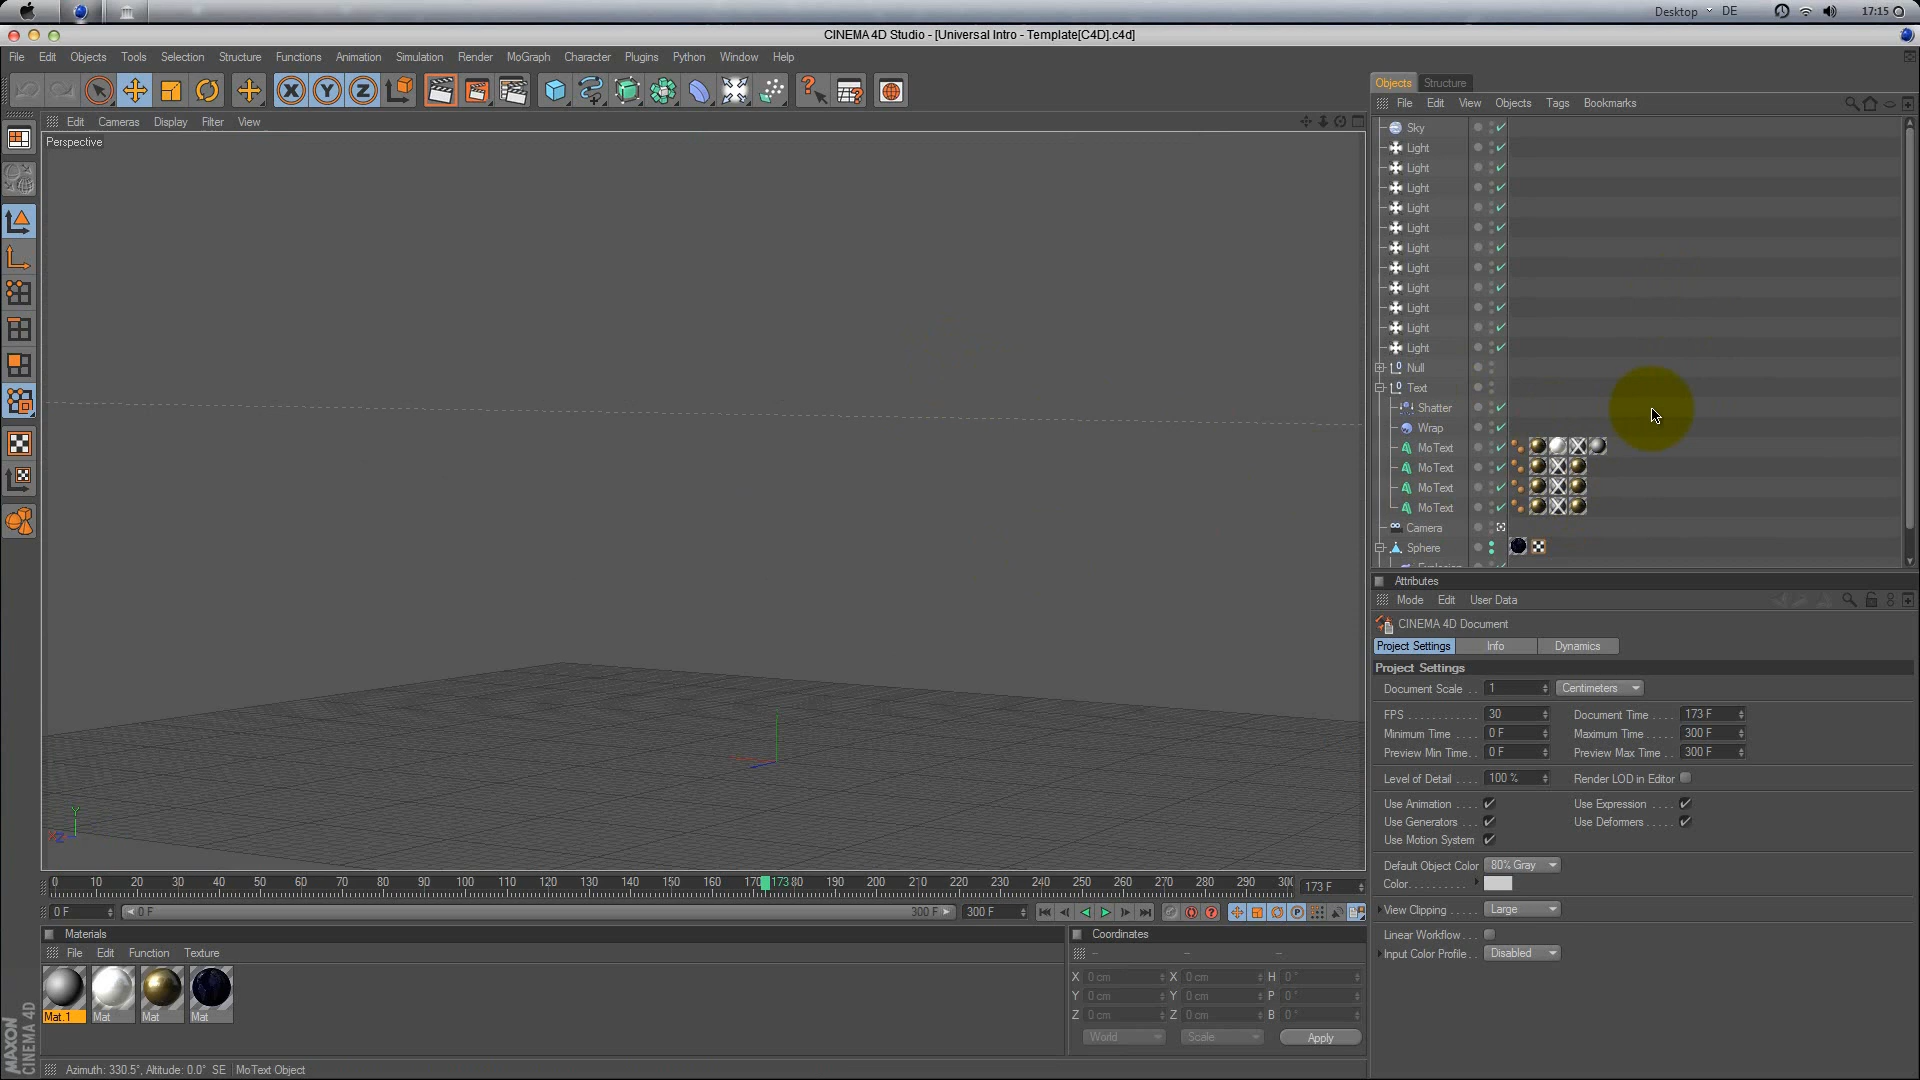 Desktop DE 17:15
CINEMA 4D Studio - [Universal Intro - Template[C4D].c4d]
File Edit Objects Tools Selection Structure Functions Animation Simulation Render MoGraph Character Plugins Python Window Help
X Y Z
Objects Structure
File Edit View Objects Tags Bookmarks
Edit Cameras Display Filter View
Perspective
Sky
Light
Light
Light
Light
Light
Light
Light
Light
Light
Light
Light
Null
Text
Shatter
Wrap
MoText
MoText
MoText
MoText
Camera
Sphere
Attributes
Mode Edit User Data
CINEMA 4D Document
Project Settings Info Dynamics
Project Settings
Document Scale . . 1 Centimeters
FPS . . . . . . . . . . . 30 Document Time . . . . 173 F
Minimum Time . . 0 F Maximum Time . . . . 300 F
Preview Min Time. . 0 F Preview Max Time . . 300 F
Level of Detail . . . . 100 % Render LOD in Editor
Use Animation . . . . Use Expression . . . .
Use Generators . . . Use Deformers. . . . .
Use Motion System
Default Object Color 80% Gray
Color. . . . . . . . . .
View Clipping . . . . . Large
Linear Workflow. . .
Input Color Profile. . Disabled
Y
X Z
0 10 20 30 40 50 60 70 80 90 100 110 120 130 140 150 160 170 173 80 190 200 210 220 230 240 250 260 270 280 290 30 173 F
0 F 0 F 300 F 300 F
Materials
File Edit Function Texture
Mat.1 Mat Mat Mat
Coordinates
-- -- --
X 0 cm X 0 cm H 0 °
Y 0 cm Y 0 cm P 0 °
Z 0 cm Z 0 cm B 0 °
World Scale Apply
MAXON
CINEMA 4D
Azimuth: 330.5°, Altitude: 0.0° SE MoText Object